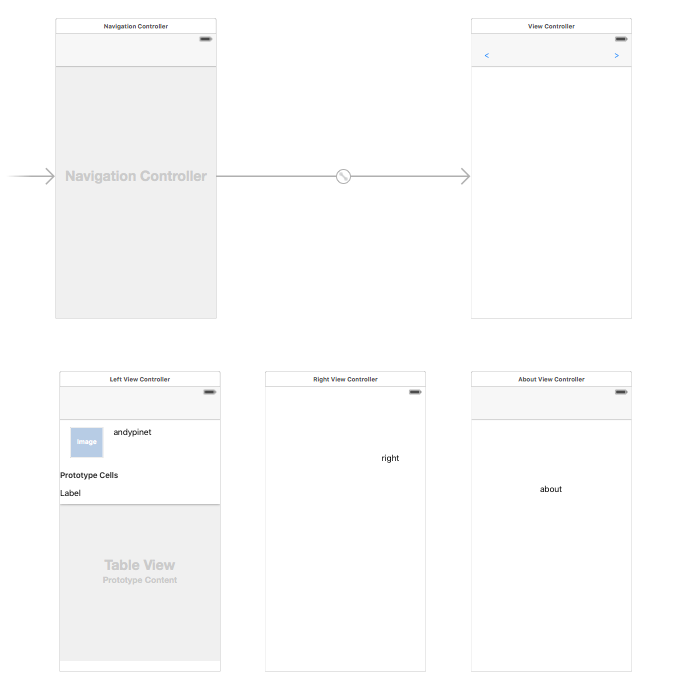 Navigation Controller
View Controller
< >
Navigation Controller
Left View Controller
Right View Controller
About View Controller
Image
andypinet
right
Prototype Cells
Label
about
Table View
Prototype Content